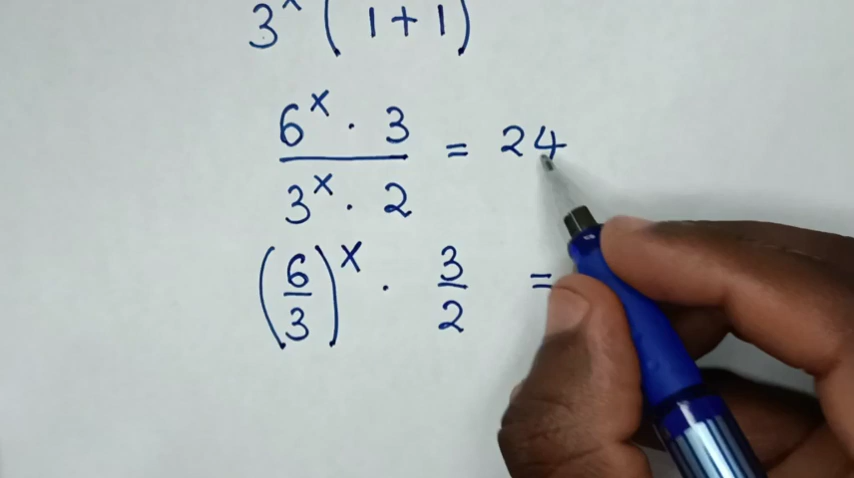 3^x ( 1 + 1 )
6^x · 3 / 3^x · 2 = 24
(6/3)^x · 3/2 =